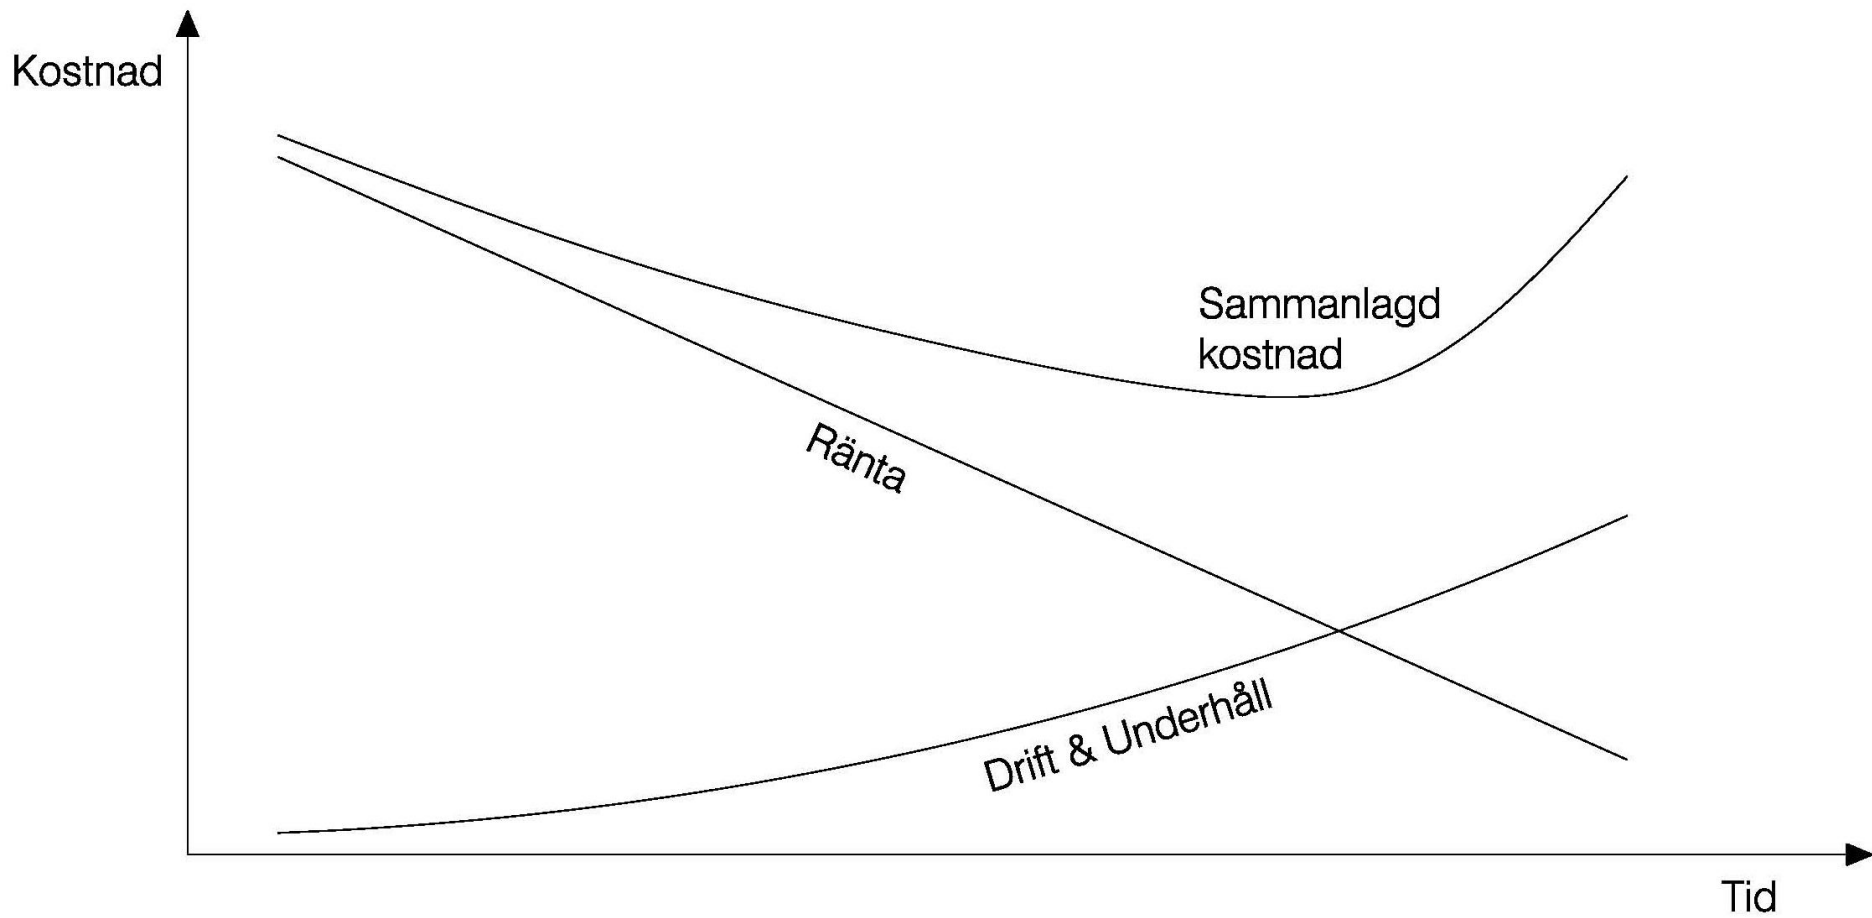 Kostnad
Sammanlagd
kostnad
Ränta
Drift & Underhåll
Tid